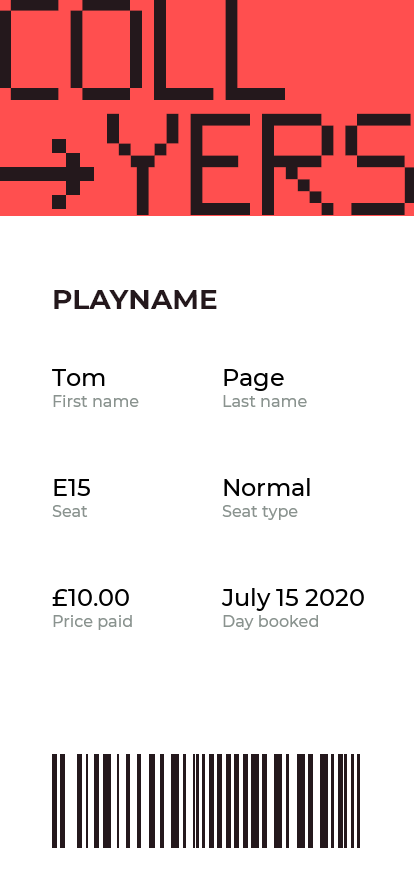 COLL
→YERS
PLAYNAME
Tom Page
First name Last name
E15 Normal
Seat Seat type
£10.00 July 15 2020
Price paid Day booked